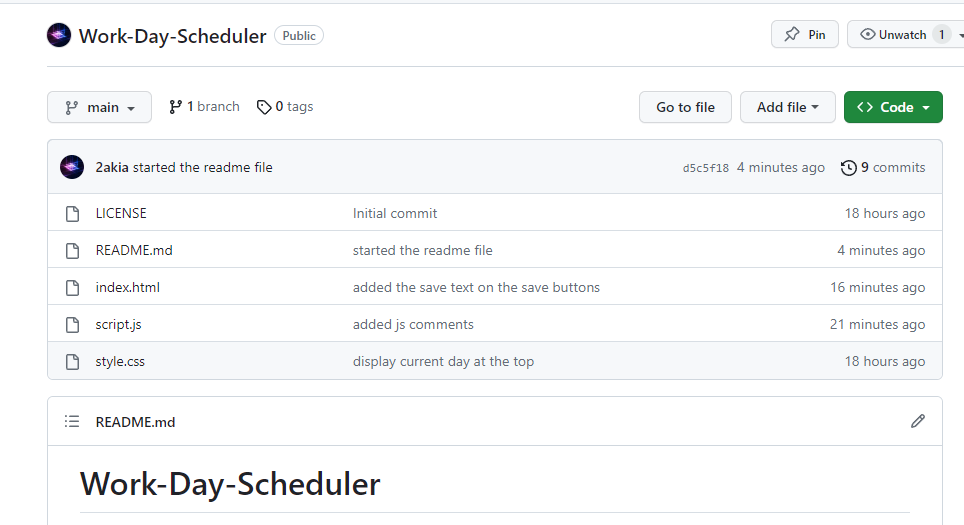 Work-Day-Scheduler Public Pin Unwatch 1
main 1 branch 0 tags Go to file Add file <> Code
2akia started the readme file d5c5f18 4 minutes ago 9 commits
LICENSE Initial commit 18 hours ago
README.md started the readme file 4 minutes ago
index.html added the save text on the save buttons 16 minutes ago
script.js added js comments 21 minutes ago
style.css display current day at the top 18 hours ago
README.md
Work-Day-Scheduler